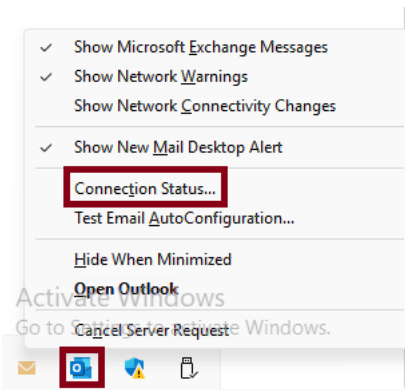 Show Microsoft Exchange Messages
Show Network Warnings
Show Network Connectivity Changes
Show New Mail Desktop Alert
Connection Status...
Test Email AutoConfiguration...
Hide When Minimized
Activate Windows
Open Outlook
Go to Settings to activate Windows.
Cancel Server Request